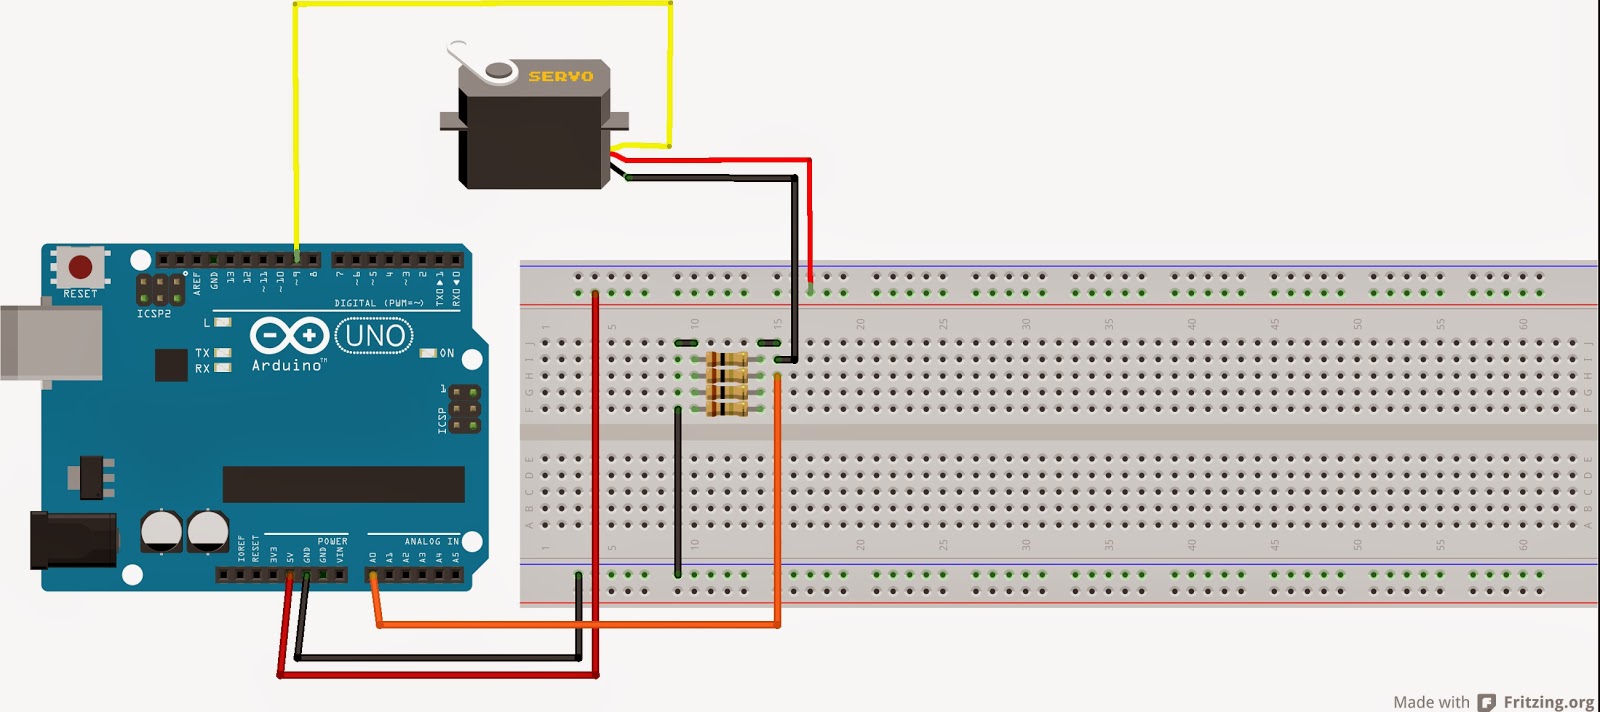 SERVO
RESET
ICSP2
AREF
GND
13
12
~11
~10
~9
8
7
~6
~5
4
~3
2
TX0▶1
RX0◀0
DIGITAL (PWM=~)
L
TX
RX
Arduino™
UNO
ON
1
ICSP
IOREF
RESET
3V3
5V
GND
GND
VIN
POWER
A0
A1
A2
A3
A4
A5
ANALOG IN
1 5 10 15 20 25 30 35 40 45 50 55 60
J J
I I
H H
G G
F F
E E
D D
C C
B B
A A
1 5 10 15 20 25 30 35 40 45 50 55 60
Made with Fritzing.org